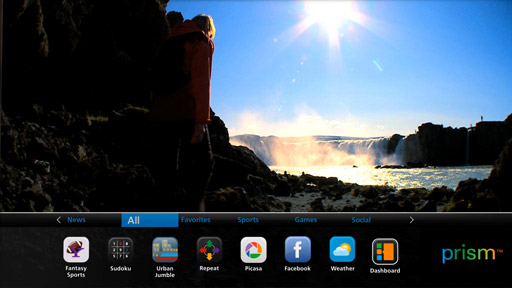 News All Favorites Sports Games Social
Fantasy Sudoku Urban Repeat Picasa Facebook Weather Dashboard
Sports Jumble
prism™